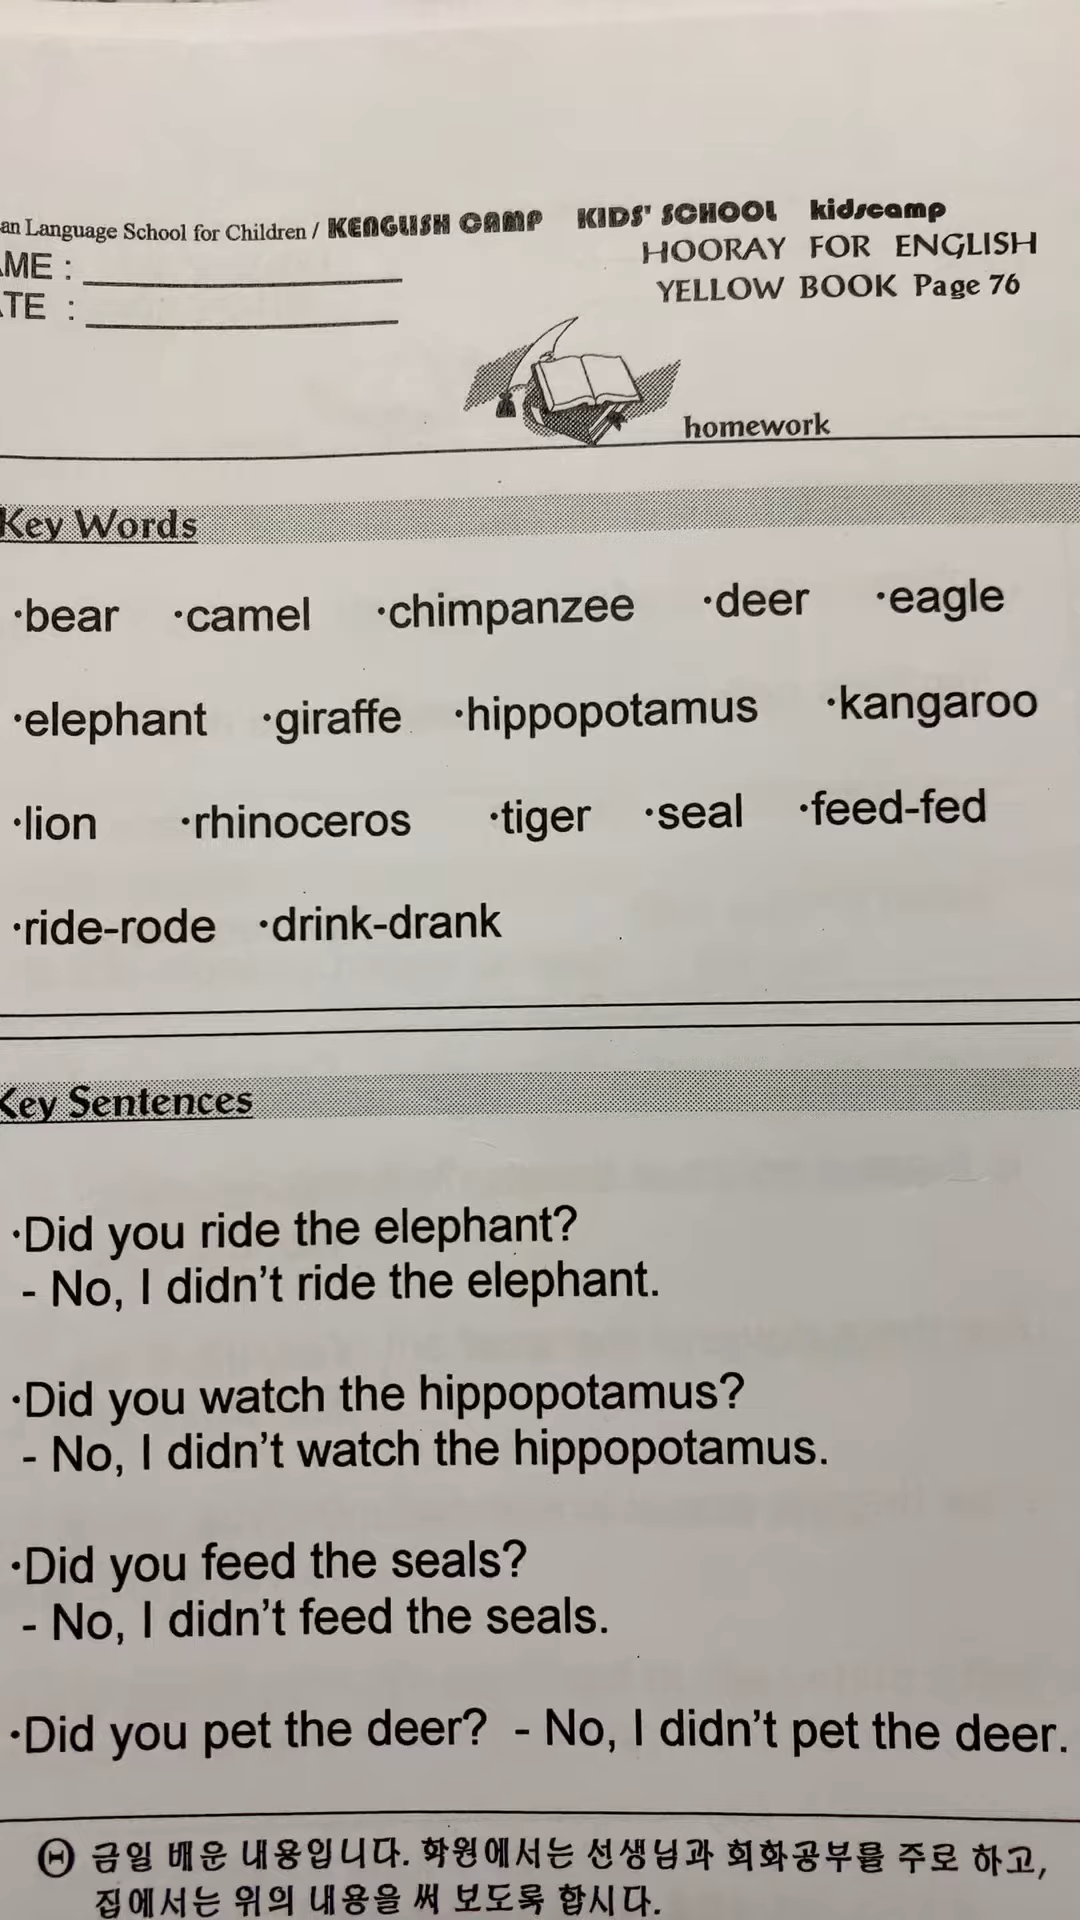 an Language School for Children / KENGLISH CAMP KIDS' SCHOOL kidscamp
HOORAY FOR ENGLISH
AME :
YELLOW BOOK Page 76
ATE :
homework
Key Words
·bear ·camel ·chimpanzee ·deer ·eagle
·elephant ·giraffe ·hippopotamus ·kangaroo
·lion ·rhinoceros ·tiger ·seal ·feed-fed
·ride-rode ·drink-drank
Key Sentences
·Did you ride the elephant?
- No, I didn't ride the elephant.
·Did you watch the hippopotamus?
- No, I didn't watch the hippopotamus.
·Did you feed the seals?
- No, I didn't feed the seals.
·Did you pet the deer? - No, I didn't pet the deer.
금일 배운 내용입니다. 학원에서는 선생님과 회화공부를 주로 하고,
집에서는 위의 내용을 써 보도록 합시다.